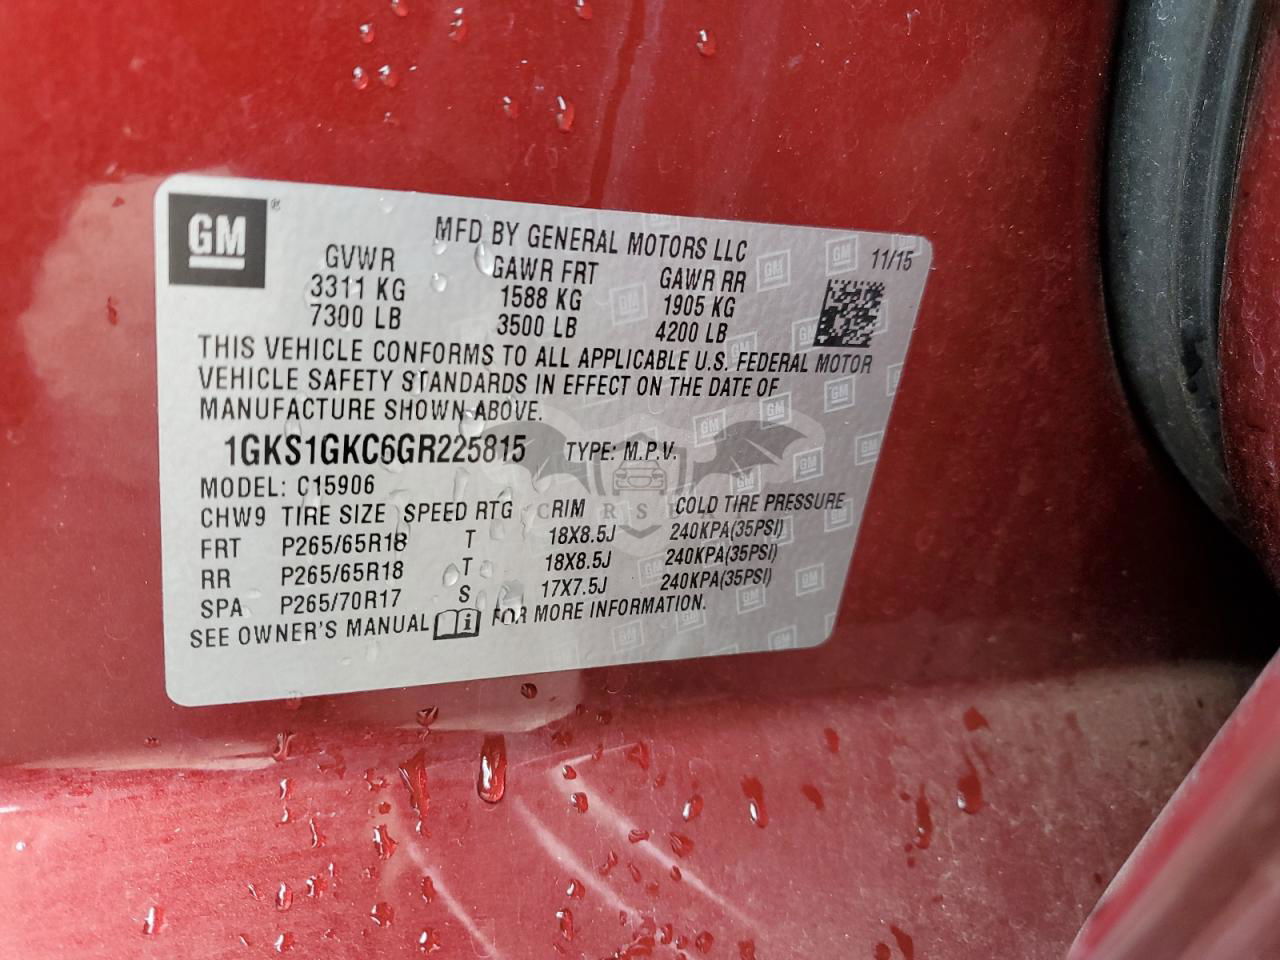 GM®
MFD BY GENERAL MOTORS LLC
11/15
GVWR GAWR FRT GAWR RR
3311 KG 1588 KG 1905 KG
7300 LB 3500 LB 4200 LB
THIS VEHICLE CONFORMS TO ALL APPLICABLE U.S. FEDERAL MOTOR
VEHICLE SAFETY STANDARDS IN EFFECT ON THE DATE OF
MANUFACTURE SHOWN ABOVE.
1GKS1GKC6GR225815 TYPE: M.P.V.
MODEL: C15906
CHW9 TIRE SIZE SPEED RTG RIM COLD TIRE PRESSURE
FRT P265/65R18 T 18X8.5J 240KPA(35PSI)
RR P265/65R18 T 18X8.5J 240KPA(35PSI)
SPA P265/70R17 S 17X7.5J 240KPA(35PSI)
SEE OWNER'S MANUAL FOR MORE INFORMATION.